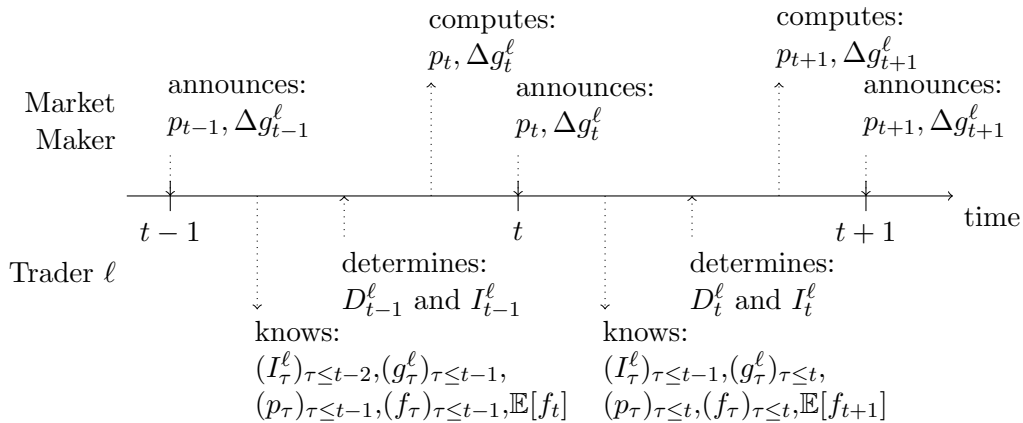 computes:
p_t, Δg_t^ℓ
computes:
p_{t+1}, Δg_{t+1}^ℓ
Market
Maker
announces:
p_{t−1}, Δg_{t−1}^ℓ
announces:
p_t, Δg_t^ℓ
announces:
p_{t+1}, Δg_{t+1}^ℓ
t − 1
t
t + 1
time
Trader ℓ
determines:
D_{t−1}^ℓ and I_{t−1}^ℓ
determines:
D_t^ℓ and I_t^ℓ
knows:
(I_τ^ℓ)_{τ≤t−2},(g_τ^ℓ)_{τ≤t−1},
(p_τ)_{τ≤t−1},(f_τ)_{τ≤t−1},𝔼[f_t]
knows:
(I_τ^ℓ)_{τ≤t−1},(g_τ^ℓ)_{τ≤t},
(p_τ)_{τ≤t},(f_τ)_{τ≤t},𝔼[f_{t+1}]